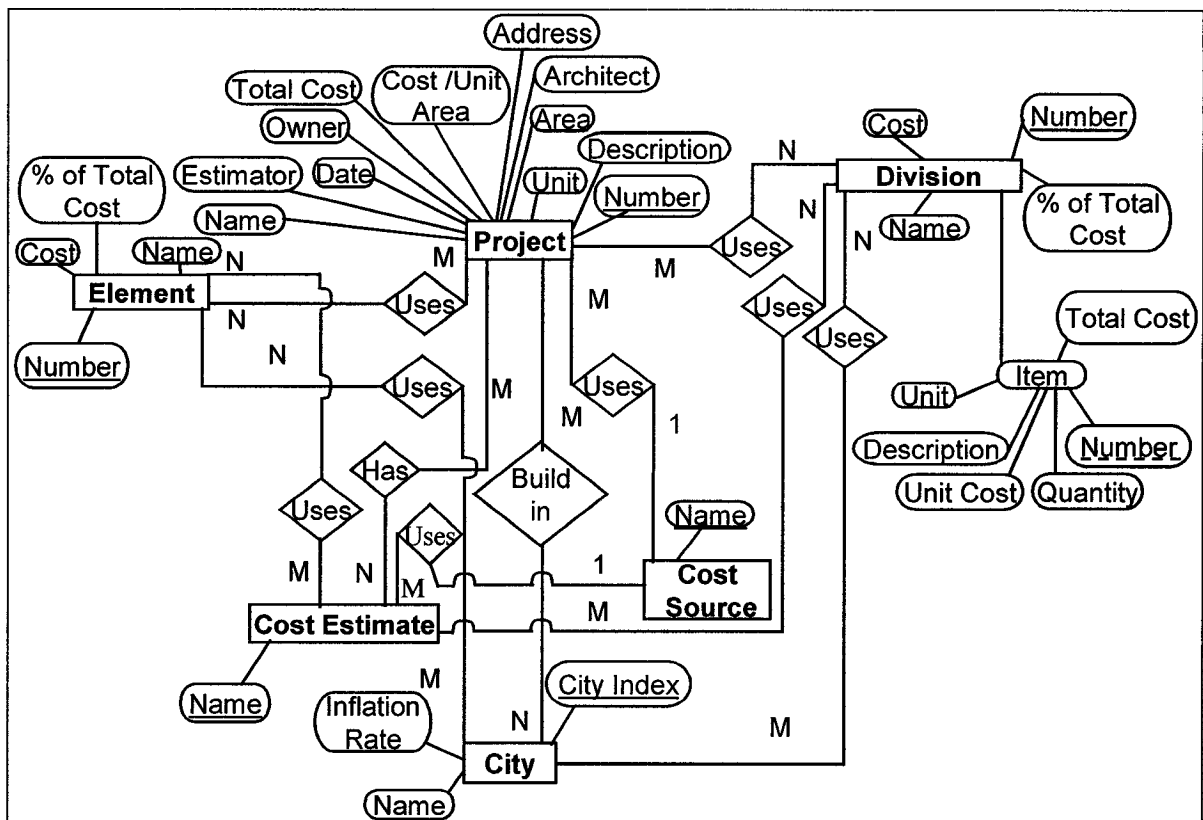 Address
Cost /Unit
Area
Architect
Total Cost
Area
Owner
Description
Cost
Number
% of Total
Cost
Estimator
Date
Unit
Number
Name
Project
Division
Name
% of Total
Cost
Cost
Name
Element
Number
N
M
N
N
M
M
N
N
N
Uses
Uses
Uses
Uses
Uses
Uses
M
M
M
1
Total Cost
Item
Unit
Description
Number
Unit Cost
Quantity
Has
Build
in
Uses
Uses
Name
M
N
M
1
M
Cost
Source
Cost Estimate
Name
M
N
M
City Index
Inflation
Rate
City
Name